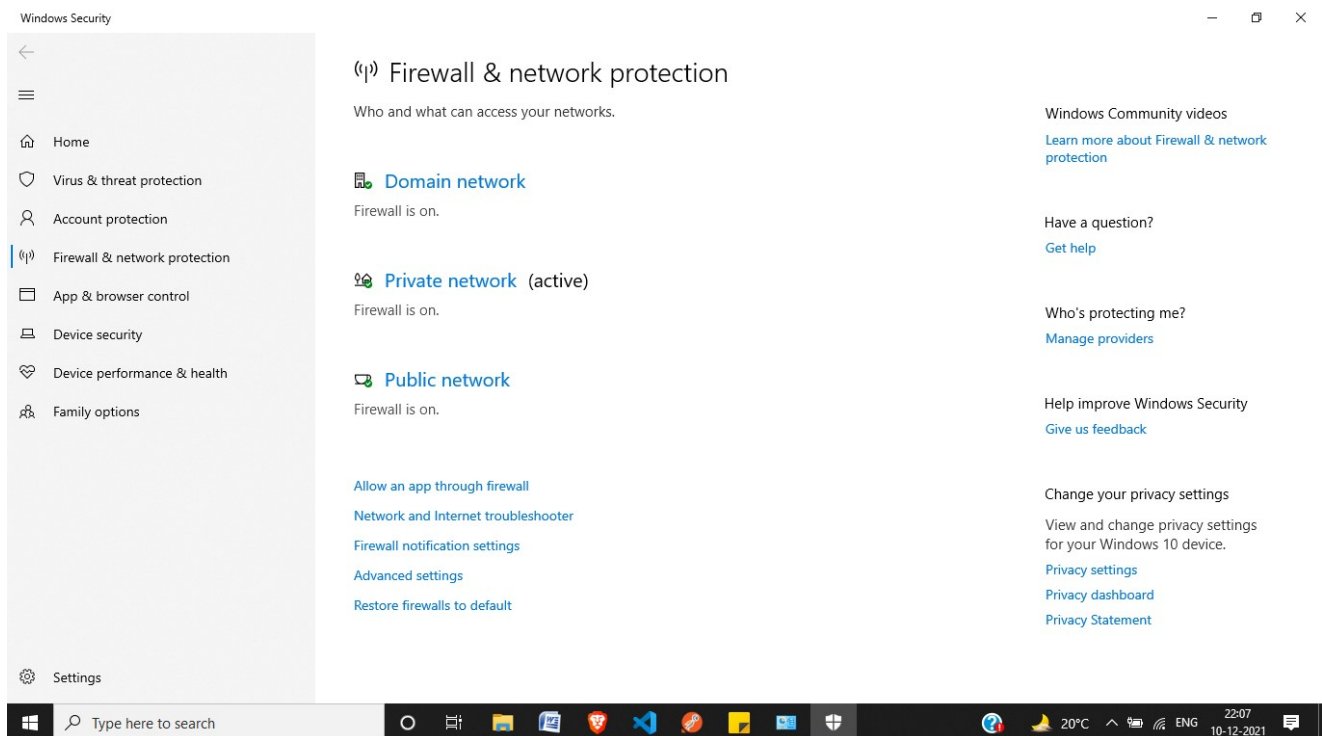 Windows Security
Home
Virus & threat protection
Account protection
Firewall & network protection
App & browser control
Device security
Device performance & health
Family options
Settings
Firewall & network protection
Who and what can access your networks.
Domain network
Firewall is on.
Private network (active)
Firewall is on.
Public network
Firewall is on.
Allow an app through firewall
Network and Internet troubleshooter
Firewall notification settings
Advanced settings
Restore firewalls to default
Windows Community videos
Learn more about Firewall & network
protection
Have a question?
Get help
Who's protecting me?
Manage providers
Help improve Windows Security
Give us feedback
Change your privacy settings
View and change privacy settings
for your Windows 10 device.
Privacy settings
Privacy dashboard
Privacy Statement
Type here to search
20°C
ENG
22:07
10-12-2021